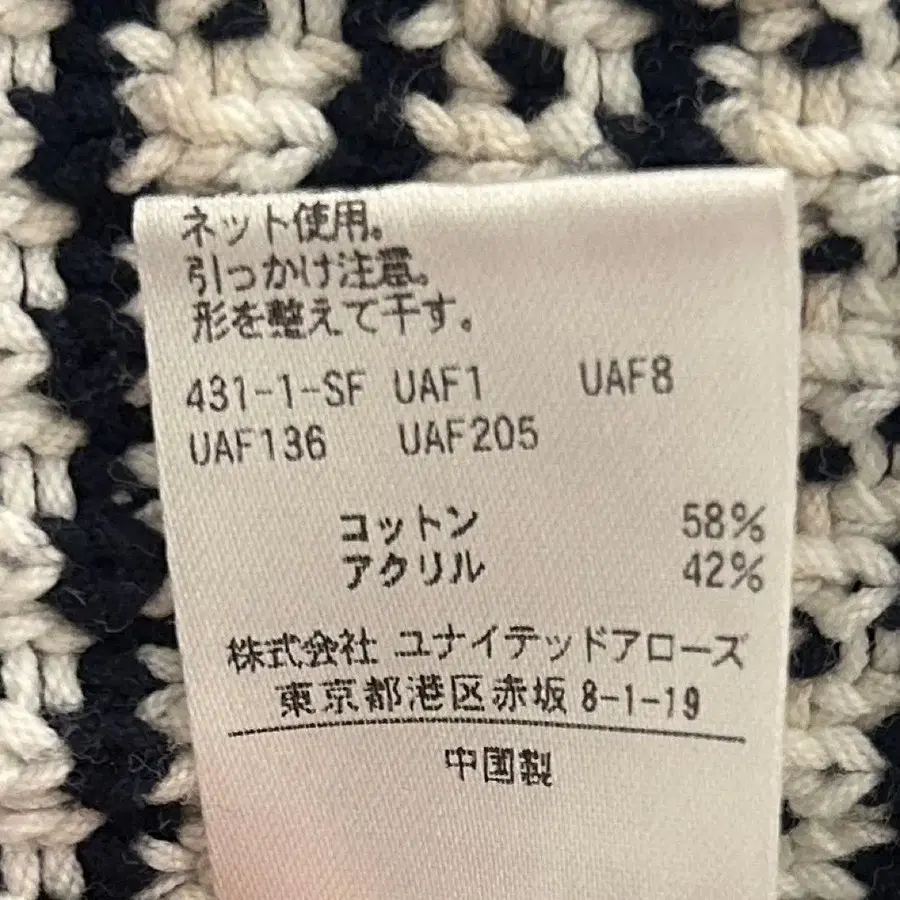 ネット使用。
引っかけ注意。
形を整えて干す。
431-1-SF UAF1 UAF8
UAF136 UAF205
コットン 58%
アクリル 42%
株式会社 ユナイテッドアローズ
東京都港区赤坂 8-1-19
中国製